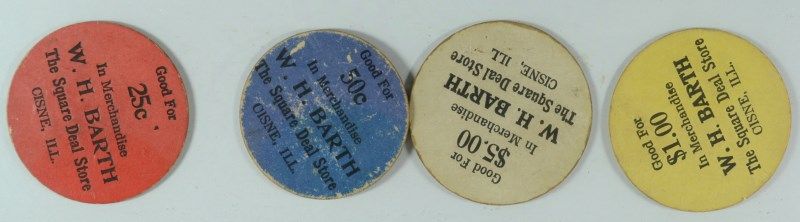 Good For
25c
In Merchandise
W. H. BARTH
The Square Deal Store
CISNE, ILL.
Good For
50c
In Merchandise
W. H. BARTH
The Square Deal Store
CISNE, ILL.
Good For
$5.00
In Merchandise
W. H. BARTH
The Square Deal Store
CISNE, ILL.
Good For
$1.00
In Merchandise
W. H. BARTH
The Square Deal Store
CISNE, ILL.